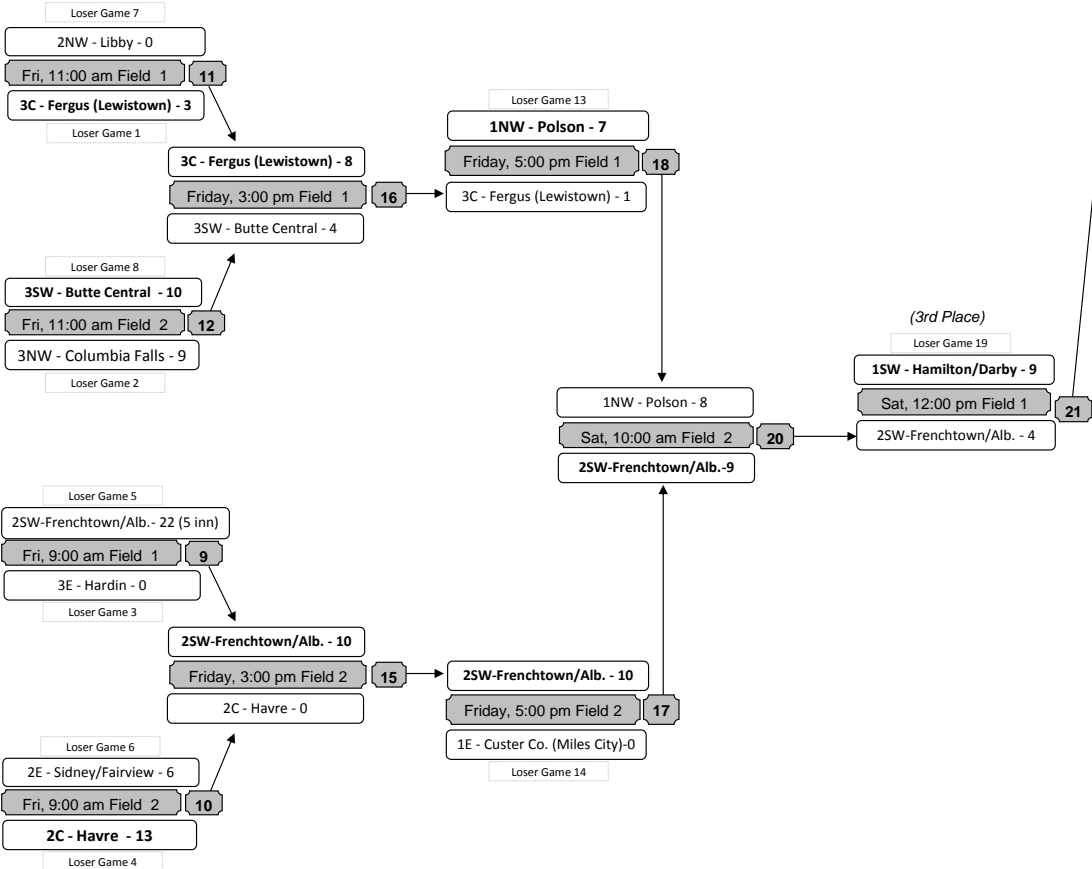 Loser Game 7
2NW - Libby - 0
Fri, 11:00 am Field 1
11
3C - Fergus (Lewistown) - 3
Loser Game 1
3C - Fergus (Lewistown) - 8
Friday, 3:00 pm Field 1
16
3SW - Butte Central - 4
Loser Game 8
3SW - Butte Central - 10
Fri, 11:00 am Field 2
12
3NW - Columbia Falls - 9
Loser Game 2
Loser Game 13
1NW - Polson - 7
Friday, 5:00 pm Field 1
18
3C - Fergus (Lewistown) - 1
1NW - Polson - 8
Sat, 10:00 am Field 2
20
2SW-Frenchtown/Alb.-9
(3rd Place)
Loser Game 19
1SW - Hamilton/Darby - 9
Sat, 12:00 pm Field 1
21
2SW-Frenchtown/Alb. - 4
Loser Game 5
2SW-Frenchtown/Alb.- 22 (5 inn)
Fri, 9:00 am Field 1
9
3E - Hardin - 0
Loser Game 3
2SW-Frenchtown/Alb. - 10
Friday, 3:00 pm Field 2
15
2C - Havre - 0
Loser Game 6
2E - Sidney/Fairview - 6
Fri, 9:00 am Field 2
10
2C - Havre - 13
Loser Game 4
2SW-Frenchtown/Alb. - 10
Friday, 5:00 pm Field 2
17
1E - Custer Co. (Miles City)-0
Loser Game 14